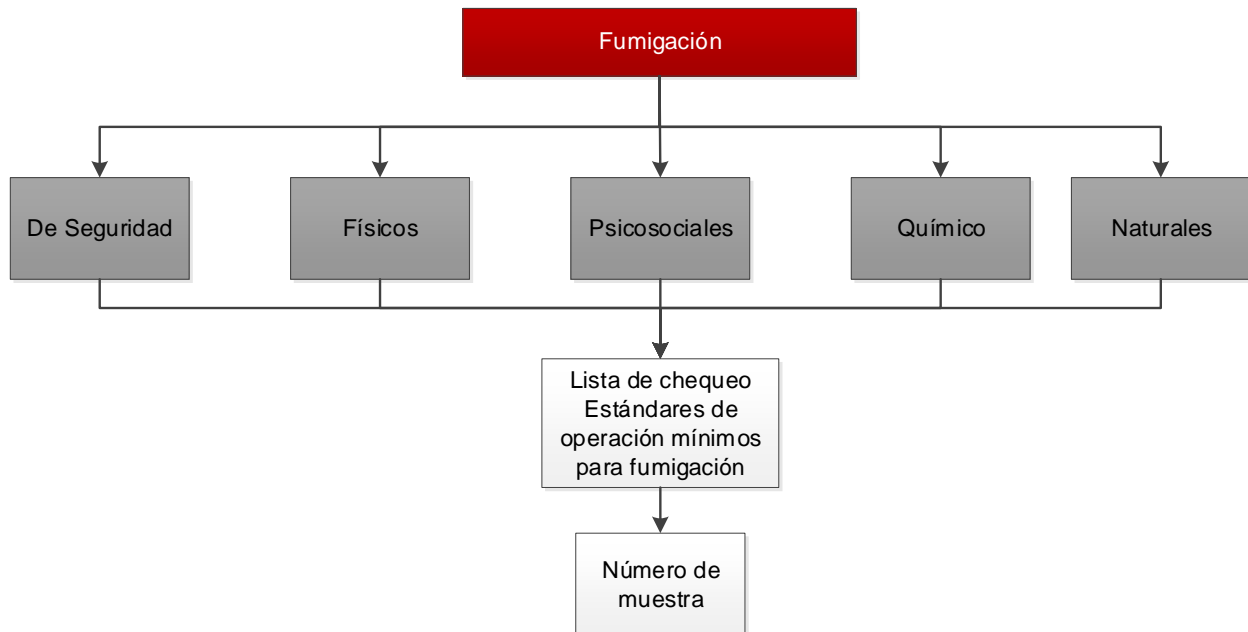 Fumigación
De Seguridad
Físicos
Psicosociales
Químico
Naturales
Lista de chequeo
Estándares de
operación mínimos
para fumigación
Número de
muestra